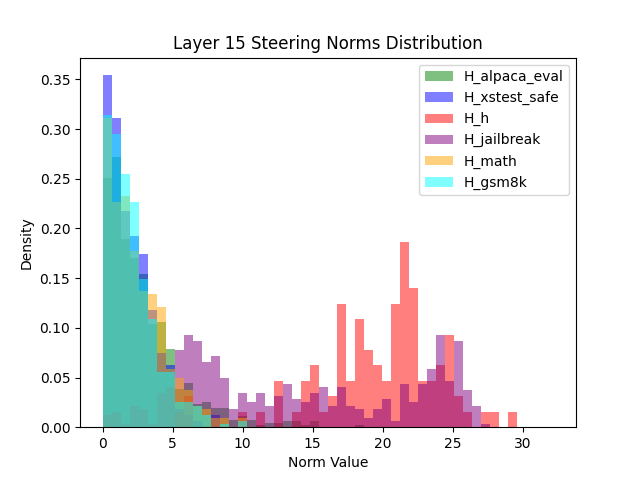 Layer 15 Steering Norms Distribution
H_alpaca_eval
H_xstest_safe
H_h
H_jailbreak
H_math
H_gsm8k
0.35
0.30
0.25
0.20
0.15
0.10
0.05
0.00
Density
0 5 10 15 20 25 30
Norm Value